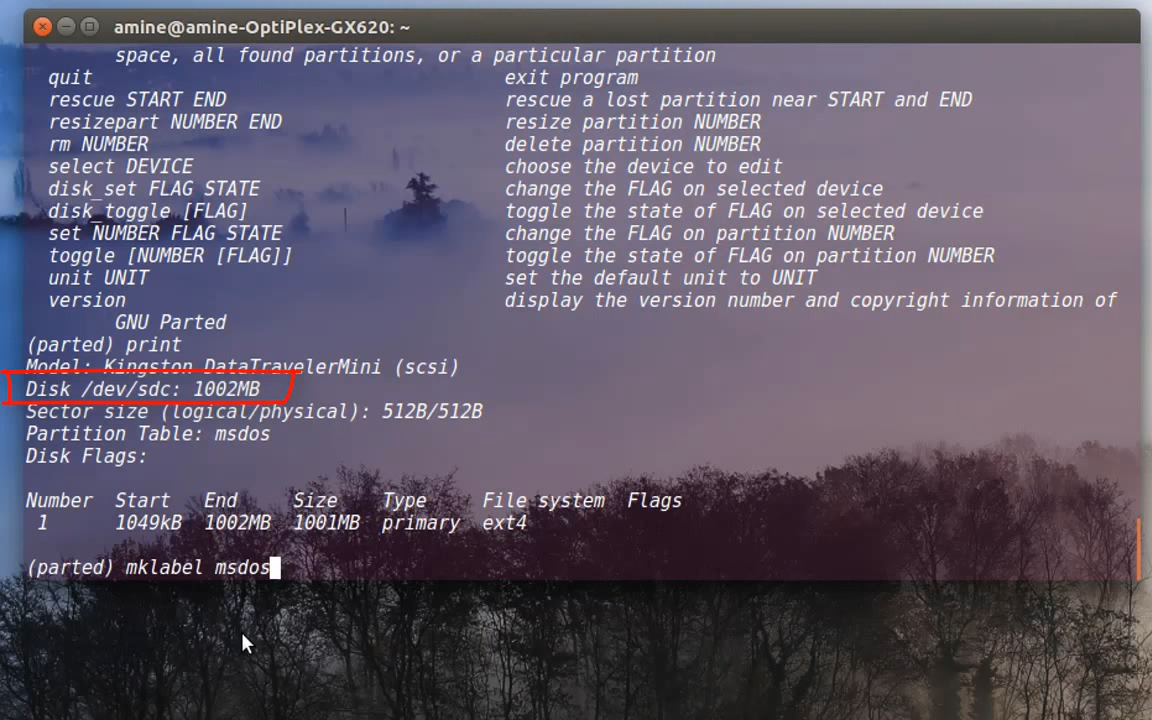 amine@amine-OptiPlex-GX620: ~
space, all found partitions, or a particular partition
quit exit program
rescue START END rescue a lost partition near START and END
resizepart NUMBER END resize partition NUMBER
rm NUMBER delete partition NUMBER
select DEVICE choose the device to edit
disk_set FLAG STATE change the FLAG on selected device
disk_toggle [FLAG] toggle the state of FLAG on selected device
set NUMBER FLAG STATE change the FLAG on partition NUMBER
toggle [NUMBER [FLAG]] toggle the state of FLAG on partition NUMBER
unit UNIT set the default unit to UNIT
version display the version number and copyright information of
GNU Parted
(parted) print
Model: Kingston DataTravelerMini (scsi)
Disk /dev/sdc: 1002MB
Sector size (logical/physical): 512B/512B
Partition Table: msdos
Disk Flags:
Number Start End Size Type File system Flags
1 1049kB 1002MB 1001MB primary ext4
(parted) mklabel msdos